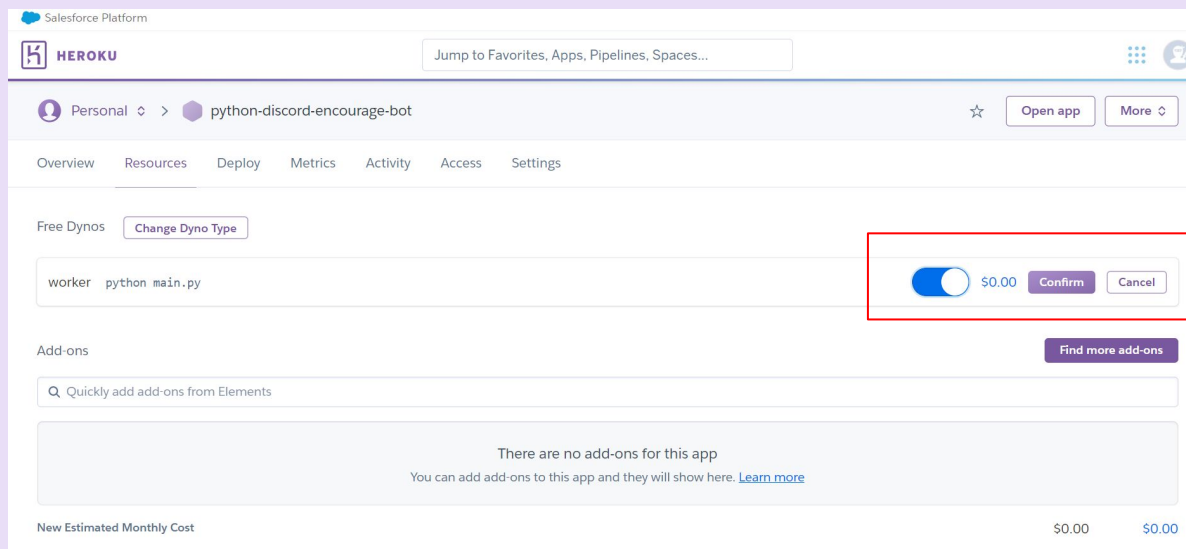 Salesforce Platform
HEROKU
Jump to Favorites, Apps, Pipelines, Spaces...
Personal > python-discord-encourage-bot
Open app
More
Overview Resources Deploy Metrics Activity Access Settings
Free Dynos Change Dyno Type
worker python main.py
$0.00 Confirm Cancel
Add-ons
Find more add-ons
Quickly add add-ons from Elements
There are no add-ons for this app
You can add add-ons to this app and they will show here. Learn more
New Estimated Monthly Cost
$0.00 $0.00